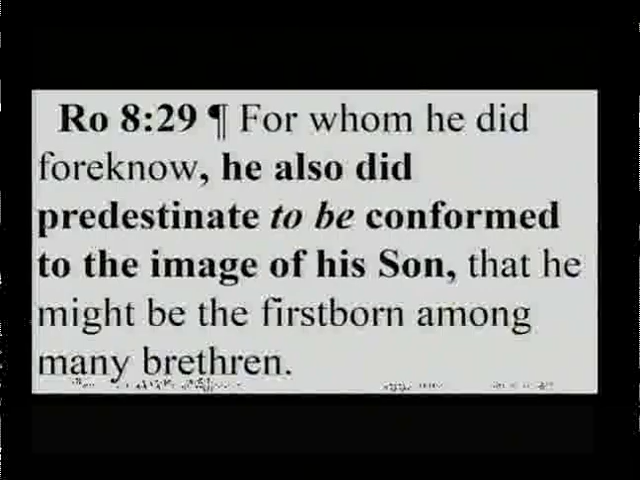 Ro 8:29 ¶ For whom he did
foreknow, he also did
predestinate to be conformed
to the image of his Son, that he
might be the firstborn among
many brethren.